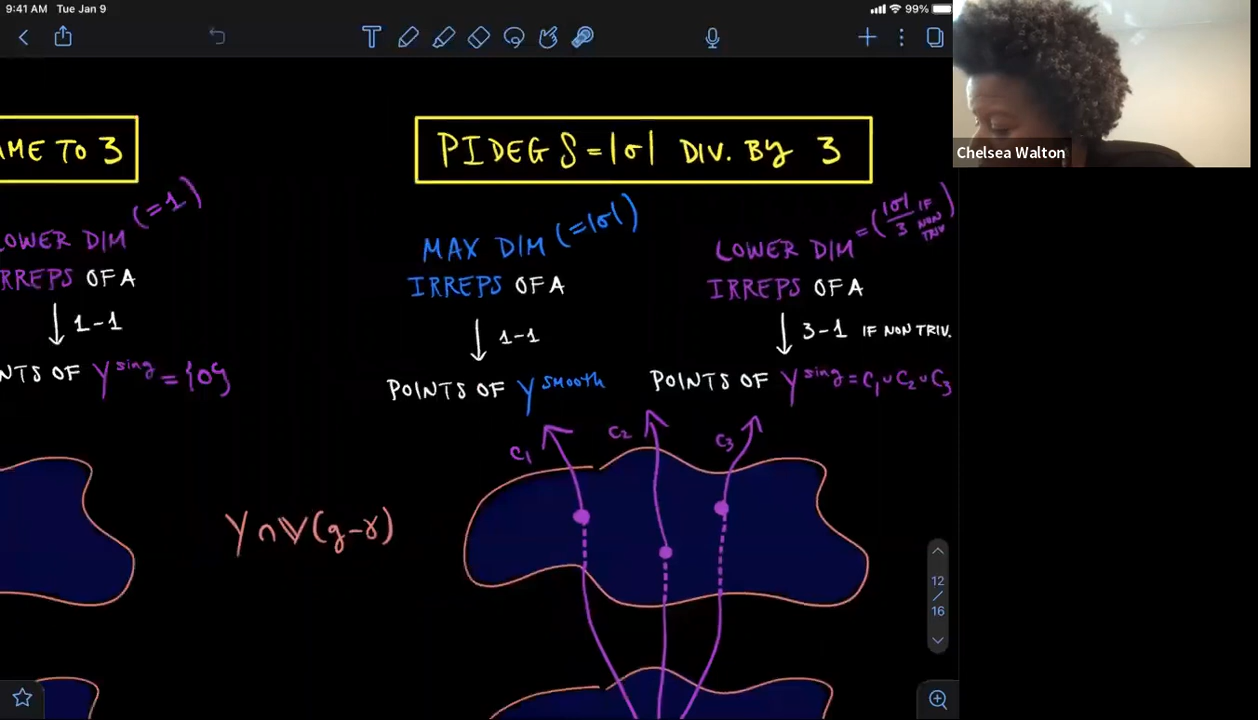 9:41 AM Tue Jan 9
99%
Chelsea Walton
ME TO 3
PIDEG S = |σ| DIV. BY 3
LOWER DIM (=1)
IRREPS OF A
↓ 1-1
NTS OF Y^sing = {0}
MAX DIM (=|σ|)
IRREPS OF A
↓ 1-1
POINTS OF Y^smooth
LOWER DIM = (|σ|/3 IF NON TRIV)
IRREPS OF A
↓ 3-1 IF NON TRIV.
POINTS OF Y^sing = C₁ ∪ C₂ ∪ C₃
C₁
C₂
C₃
Y ∩ 𝕍(g-γ)
12
/
16